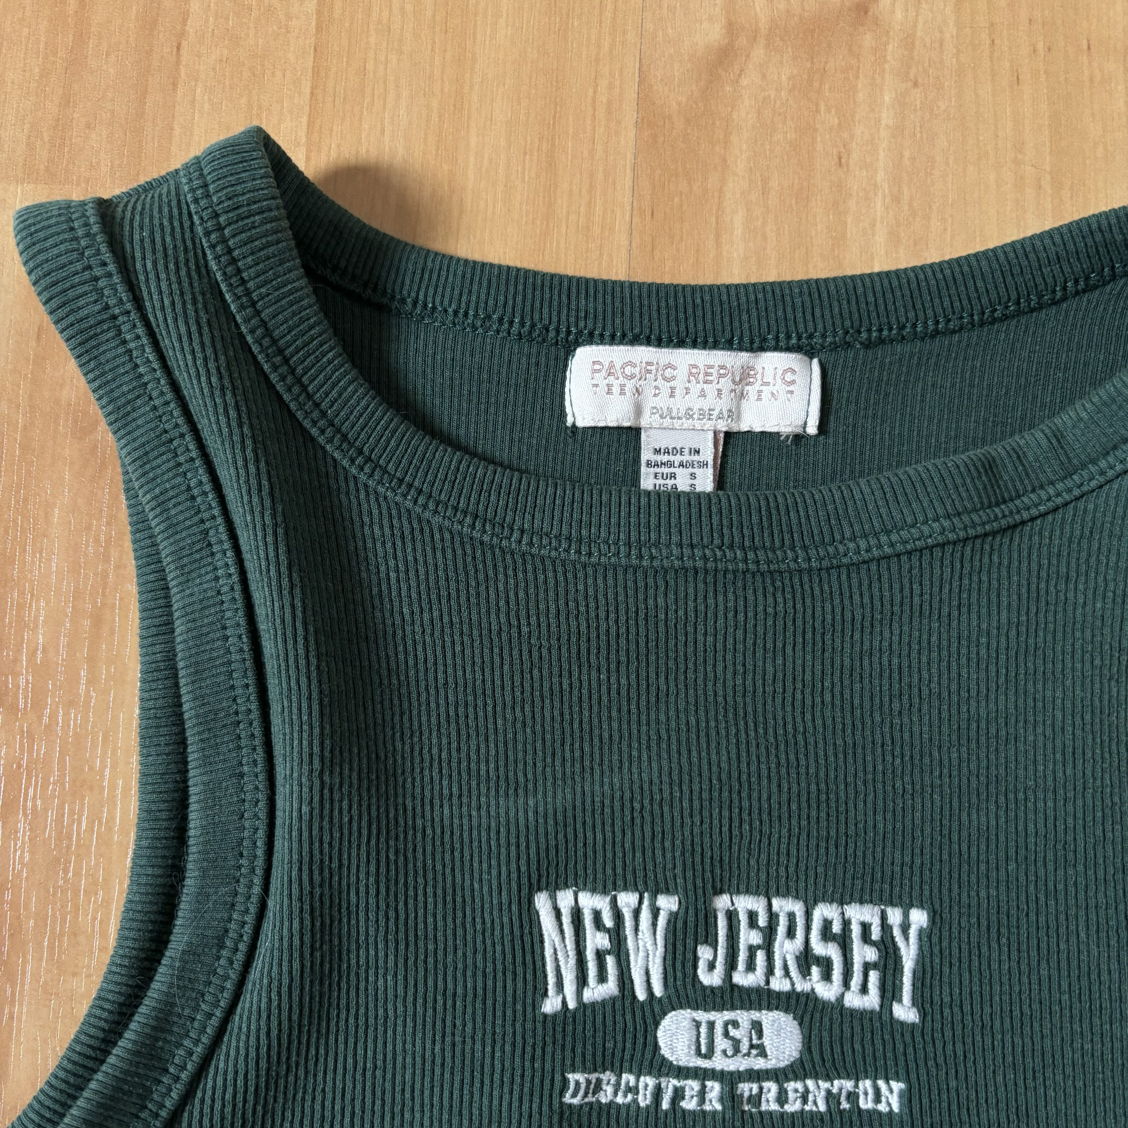 PACIFIC REPUBLIC
TEEN DEPARTMENT
PULL&BEAR
MADE IN
BANGLADESH
EUR S
USA S
NEW JERSEY
USA
DISCOVER TRENTON